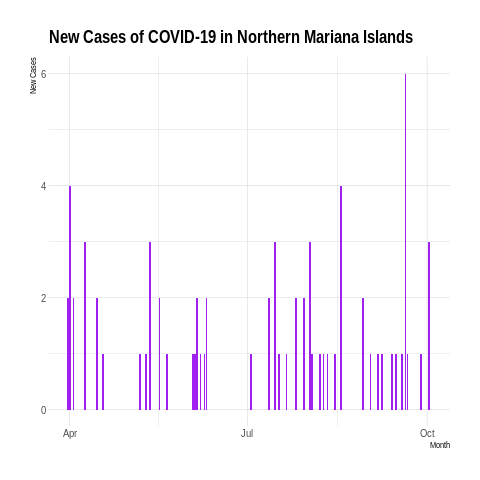 New Cases of COVID-19 in Northern Mariana Islands
New Cases
6
4
2
0
Apr Jul Oct
Month